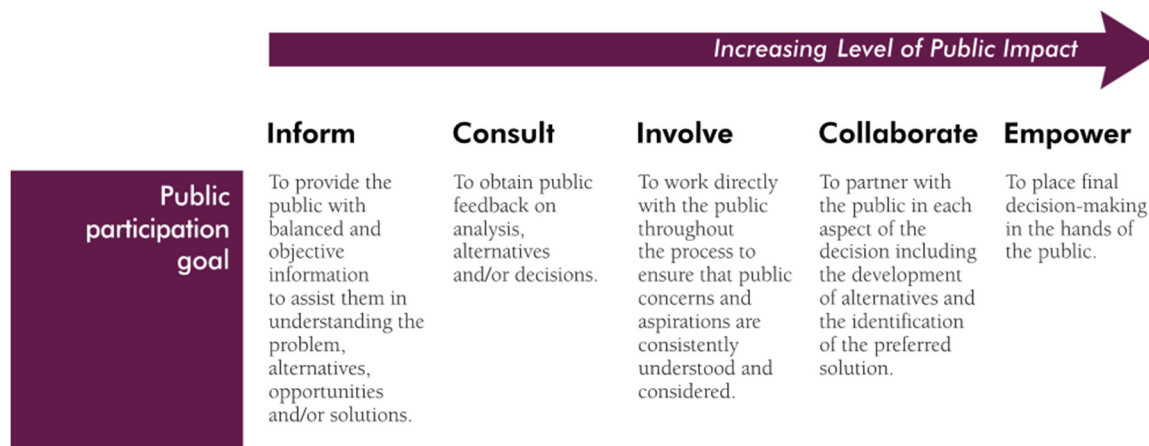 Increasing Level of Public Impact
Inform
Consult
Involve
Collaborate
Empower
Public
participation
goal
To provide the
public with
balanced and
objective
information
to assist them in
understanding the
problem,
alternatives,
opportunities
and/or solutions.
To obtain public
feedback on
analysis,
alternatives
and/or decisions.
To work directly
with the public
throughout
the process to
ensure that public
concerns and
aspirations are
consistently
understood and
considered.
To partner with
the public in each
aspect of the
decision including
the development
of alternatives and
the identification
of the preferred
solution.
To place final
decision-making
in the hands of
the public.